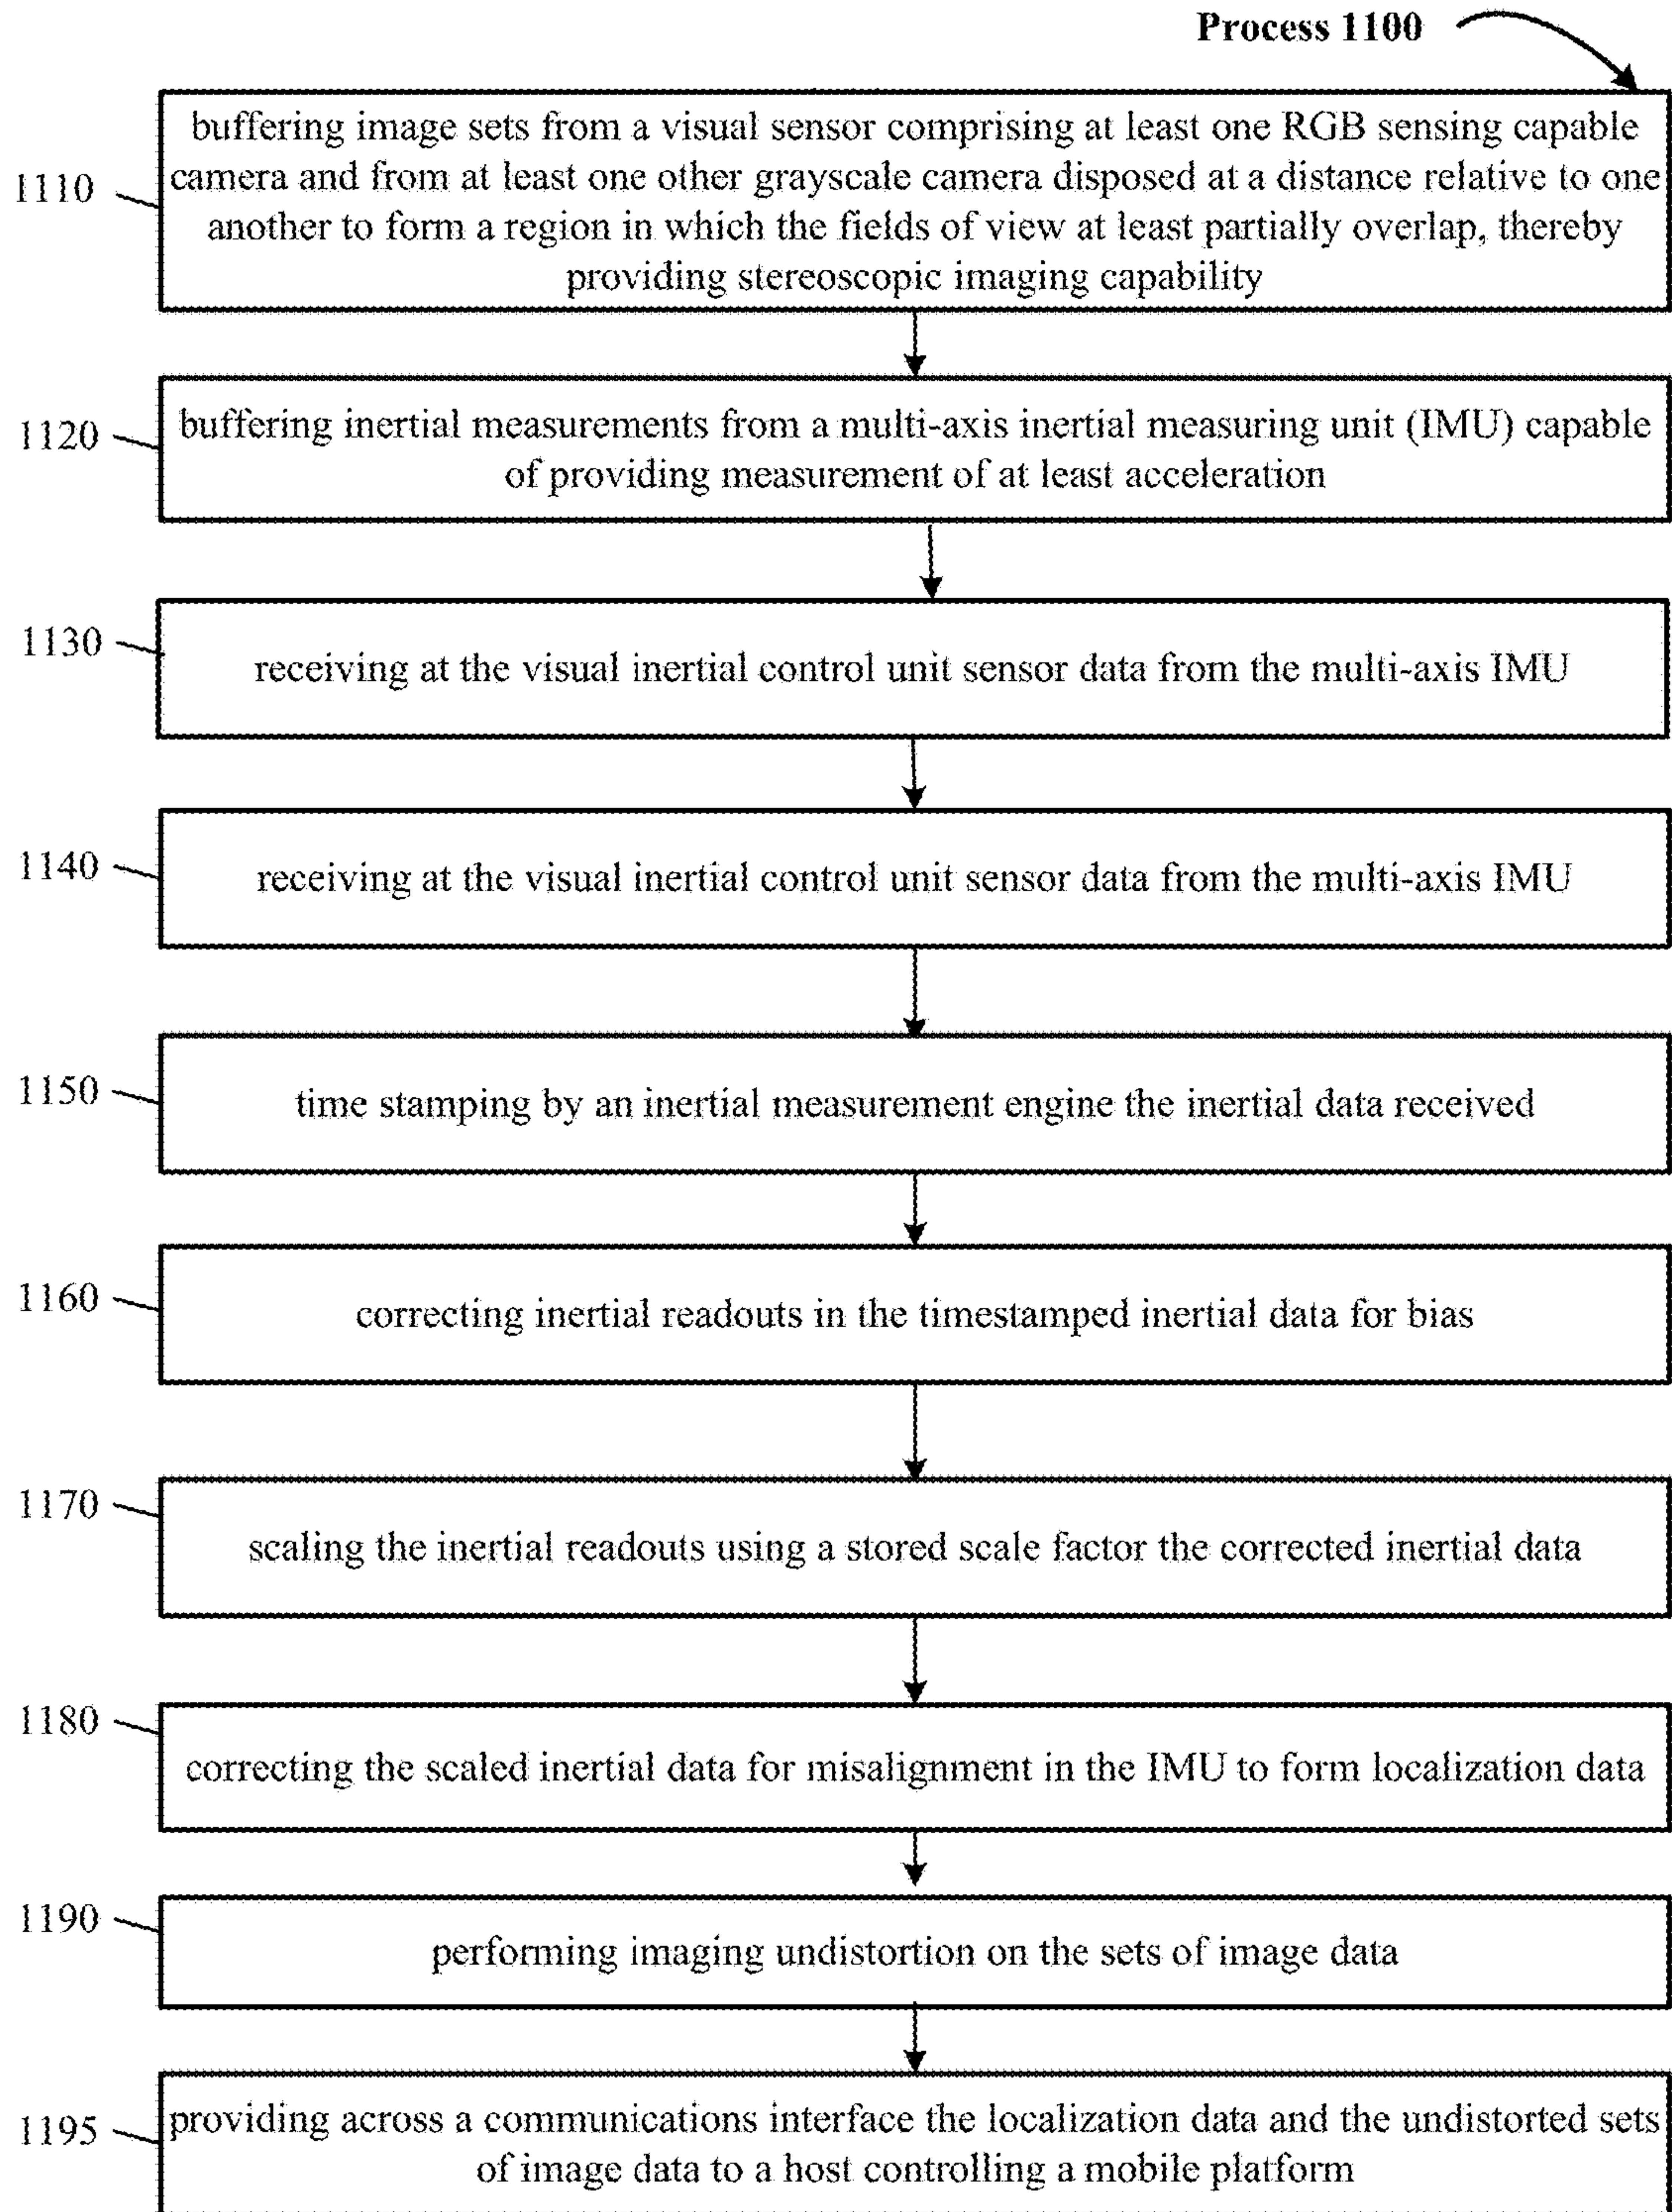 Process 1100
1110
buffering image sets from a visual sensor comprising at least one RGB sensing capable
camera and from at least one other grayscale camera disposed at a distance relative to one
another to form a region in which the fields of view at least partially overlap, thereby
providing stereoscopic imaging capability
1120
buffering inertial measurements from a multi-axis inertial measuring unit (IMU) capable
of providing measurement of at least acceleration
1130
receiving at the visual inertial control unit sensor data from the multi-axis IMU
1140
receiving at the visual inertial control unit sensor data from the multi-axis IMU
1150
time stamping by an inertial measurement engine the inertial data received
1160
correcting inertial readouts in the timestamped inertial data for bias
1170
scaling the inertial readouts using a stored scale factor the corrected inertial data
1180
correcting the scaled inertial data for misalignment in the IMU to form localization data
1190
performing imaging undistortion on the sets of image data
1195
providing across a communications interface the localization data and the undistorted sets
of image data to a host controlling a mobile platform